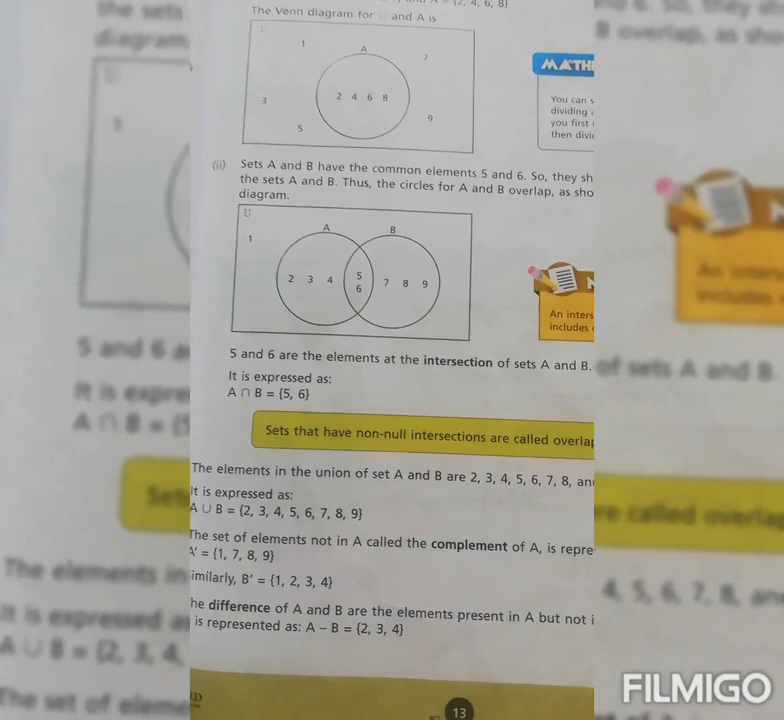 {2, 4, 6, 8}
The Venn diagram for U and A is
U
1
A
7
2 4 6 8
3
9
5
MATH
You can
dividing
you first
then
(ii) Sets A and B have the common elements 5 and 6. So, they sh
the sets A and B. Thus, the circles for A and B overlap, as sho
diagram.
U
A
B
1
2 3 4
5
6
7 8 9
An inters
includes
5 and 6 are the elements at the intersection of sets A and B.
It is expressed as:
A ∩ B = {5, 6}
Sets that have non-null intersections are called overlap
The elements in the union of set A and B are 2, 3, 4, 5, 6, 7, 8, an
It is expressed as:
A ∪ B = {2, 3, 4, 5, 6, 7, 8, 9}
The set of elements not in A called the complement of A, is repre
A′ = {1, 7, 8, 9}
imilarly, B′ = {1, 2, 3, 4}
he difference of A and B are the elements present in A but not i
is represented as: A – B = {2, 3, 4}
13
FILMIGO